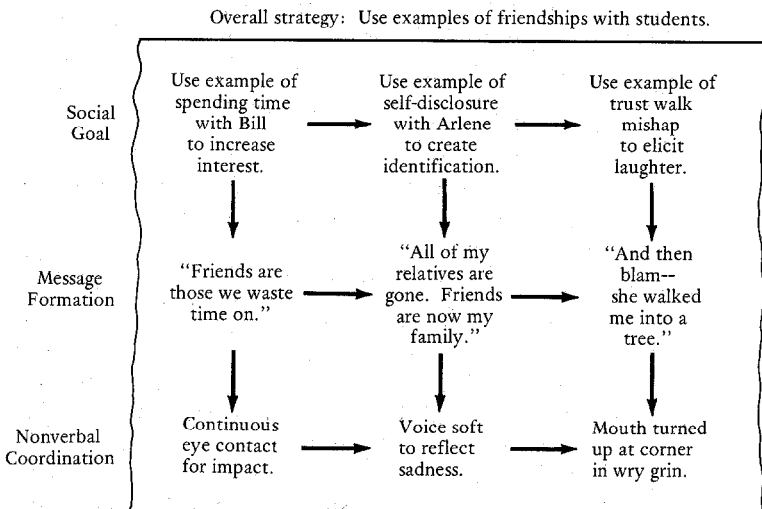 Overall strategy: Use examples of friendships with students.
Social
Goal
Use example of
spending time
with Bill
to increase
interest.
Use example of
self-disclosure
with Arlene
to create
identification.
Use example of
trust walk
mishap
to elicit
laughter.
Message
Formation
"Friends are
those we waste
time on."
"All of my
relatives are
gone. Friends
are now my
family."
"And then
blam--
she walked
me into a
tree."
Nonverbal
Coordination
Continuous
eye contact
for impact.
Voice soft
to reflect
sadness.
Mouth turned
up at corner
in wry grin.